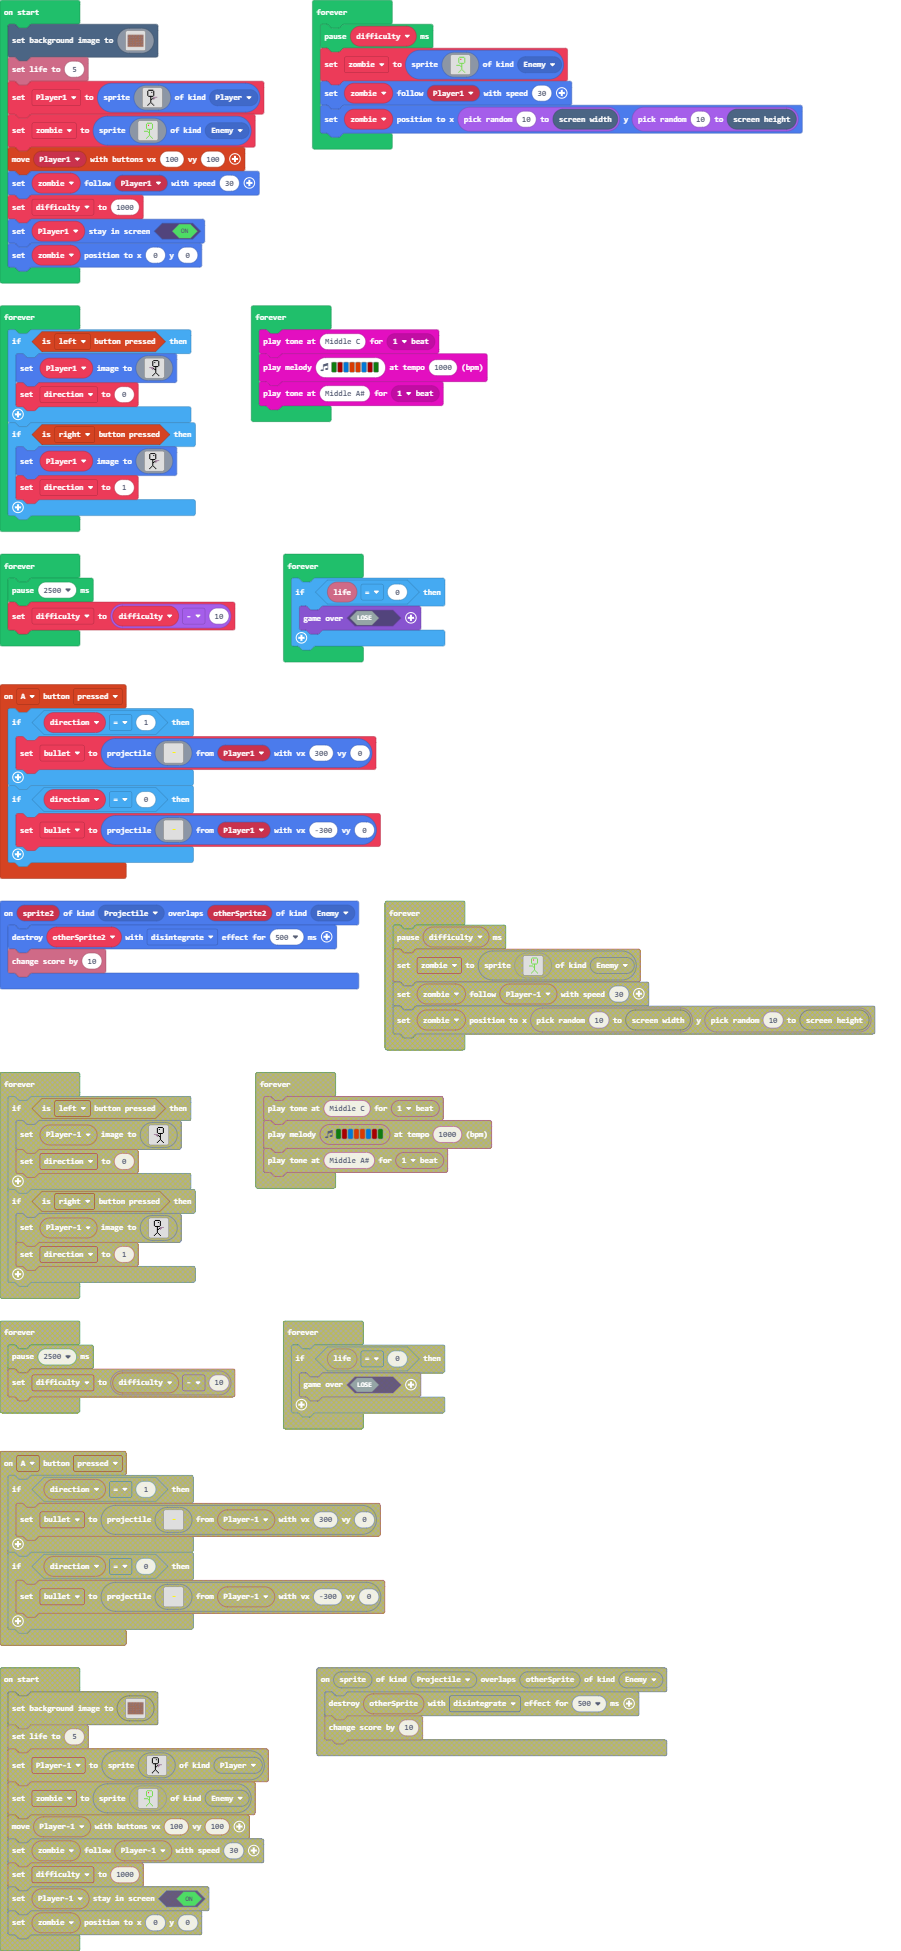 on start
set background image to
set life to 5
set Player1 to sprite of kind Player
set zombie to sprite of kind Enemy
move Player1 with buttons vx 100 vy 100
set zombie follow Player1 with speed 30
set difficulty to 1000
set Player1 stay in screen ON
set zombie position to x 0 y 0
forever
pause difficulty ms
set zombie to sprite of kind Enemy
set zombie follow Player1 with speed 30
set zombie position to x pick random 10 to screen width y pick random 10 to screen height
forever
if is left button pressed then
set Player1 image to
set direction to 0
if is right button pressed then
set Player1 image to
set direction to 1
forever
play tone at Middle C for 1 beat
play melody at tempo 1000 (bpm)
play tone at Middle A# for 1 beat
forever
pause 2500 ms
set difficulty to difficulty - 10
forever
if life = 0 then
game over LOSE
on A button pressed
if direction = 1 then
set bullet to projectile from Player1 with vx 300 vy 0
if direction = 0 then
set bullet to projectile from Player1 with vx -300 vy 0
on sprite2 of kind Projectile overlaps otherSprite2 of kind Enemy
destroy otherSprite2 with disintegrate effect for 500 ms
change score by 10
forever
pause difficulty ms
set zombie to sprite of kind Enemy
set zombie follow Player-1 with speed 30
set zombie position to x pick random 10 to screen width y pick random 10 to screen height
forever
if is left button pressed then
set Player-1 image to
set direction to 0
if is right button pressed then
set Player-1 image to
set direction to 1
forever
play tone at Middle C for 1 beat
play melody at tempo 1000 (bpm)
play tone at Middle A# for 1 beat
forever
pause 2500 ms
set difficulty to difficulty - 10
forever
if life = 0 then
game over LOSE
on A button pressed
if direction = 1 then
set bullet to projectile from Player-1 with vx 300 vy 0
if direction = 0 then
set bullet to projectile from Player-1 with vx -300 vy 0
on start
set background image to
set life to 5
set Player-1 to sprite of kind Player
set zombie to sprite of kind Enemy
move Player-1 with buttons vx 100 vy 100
set zombie follow Player-1 with speed 30
set difficulty to 1000
set Player-1 stay in screen ON
set zombie position to x 0 y 0
on sprite of kind Projectile overlaps otherSprite of kind Enemy
destroy otherSprite with disintegrate effect for 500 ms
change score by 10